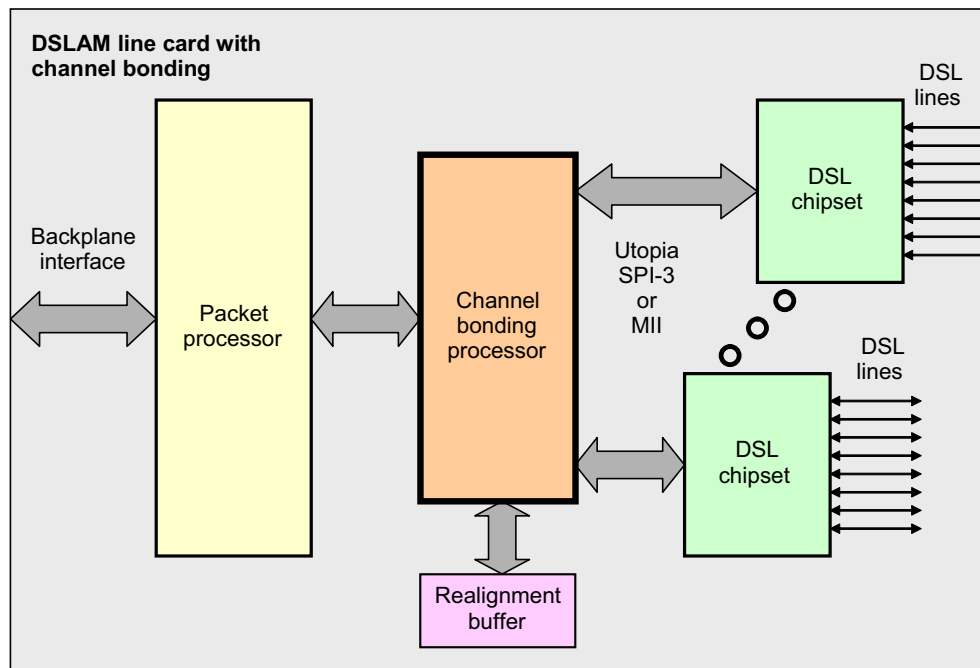 DSLAM line card with
channel bonding
DSL
lines
DSL
chipset
Backplane
interface
Utopia
SPI-3
or
MII
Packet
processor
Channel
bonding
processor
DSL
lines
DSL
chipset
Realignment
buffer